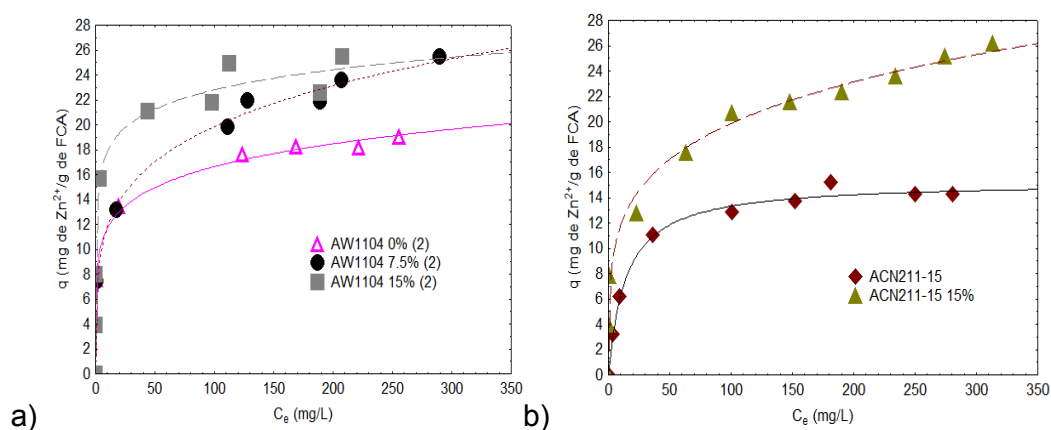 q (mg de Zn²⁺/g de FCA)
28
26
24
22
20
18
16
14
12
10
8
6
4
2
0
AW1104 0% (2)
AW1104 7.5% (2)
AW1104 15% (2)
0 50 100 150 200 250 300 350
Cₑ (mg/L)
a)
q (mg de Zn²⁺/g de FCA)
28
26
24
22
20
18
16
14
12
10
8
6
4
2
0
ACN211-15
ACN211-15 15%
0 50 100 150 200 250 300 350
Cₑ (mg/L)
b)